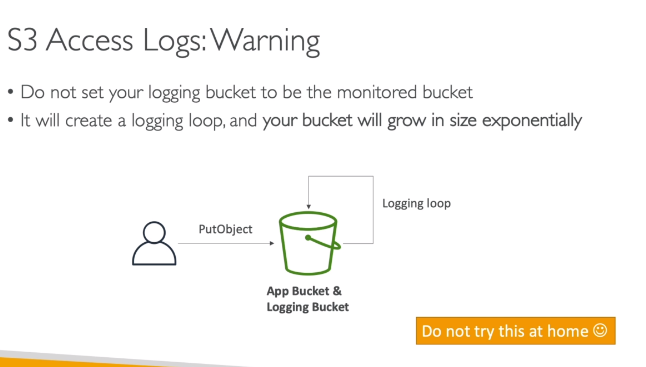 S3 Access Logs: Warning
• Do not set your logging bucket to be the monitored bucket
• It will create a logging loop, and your bucket will grow in size exponentially
Logging loop
PutObject
App Bucket &
Logging Bucket
Do not try this at home ☺